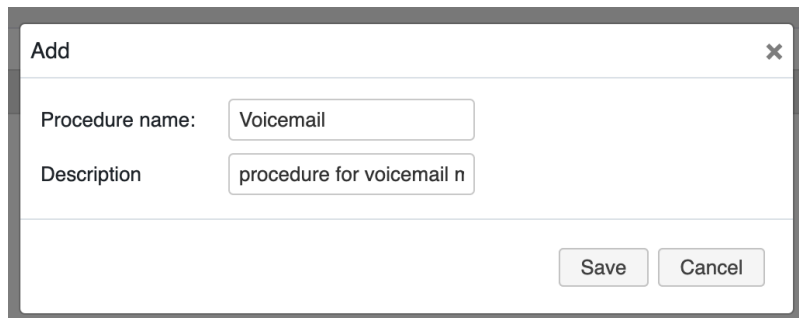 Add
Procedure name: Voicemail
Description procedure for voicemail
Save Cancel